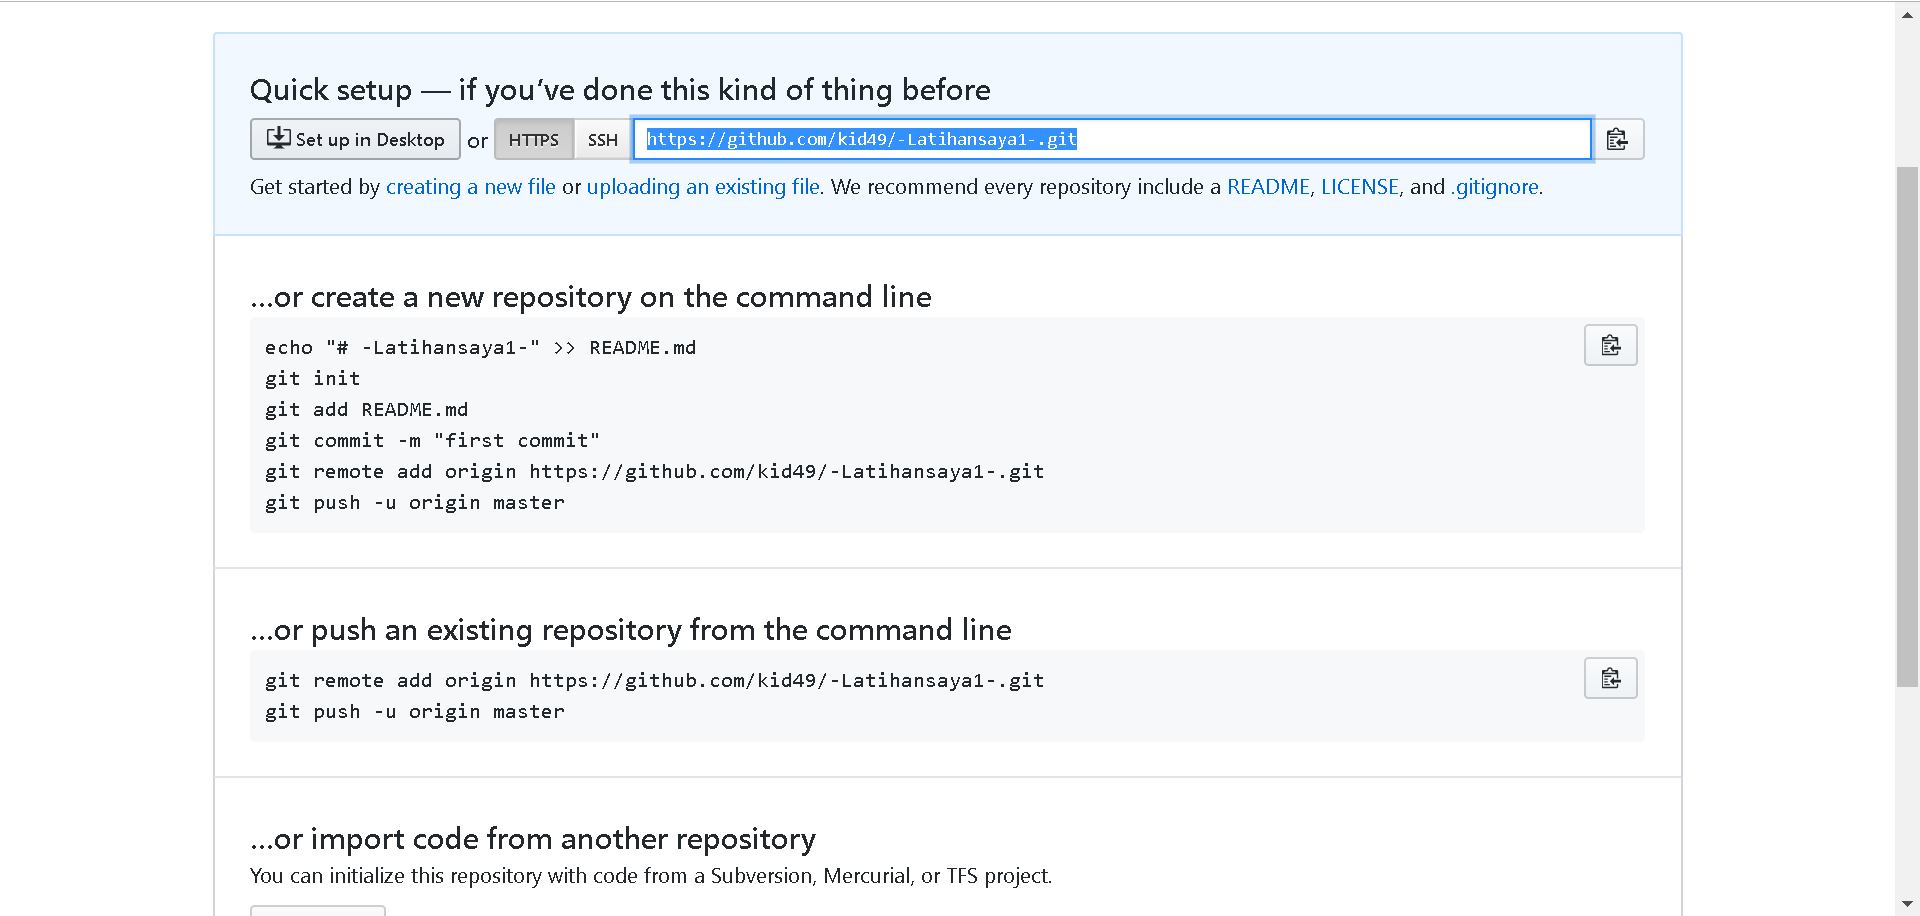 Quick setup — if you’ve done this kind of thing before
Set up in Desktop or HTTPS SSH https://github.com/kid49/-Latihansaya1-.git
Get started by creating a new file or uploading an existing file. We recommend every repository include a README, LICENSE, and .gitignore.
…or create a new repository on the command line
echo "# -Latihansaya1-" >> README.md
git init
git add README.md
git commit -m "first commit"
git remote add origin https://github.com/kid49/-Latihansaya1-.git
git push -u origin master
…or push an existing repository from the command line
git remote add origin https://github.com/kid49/-Latihansaya1-.git
git push -u origin master
…or import code from another repository
You can initialize this repository with code from a Subversion, Mercurial, or TFS project.